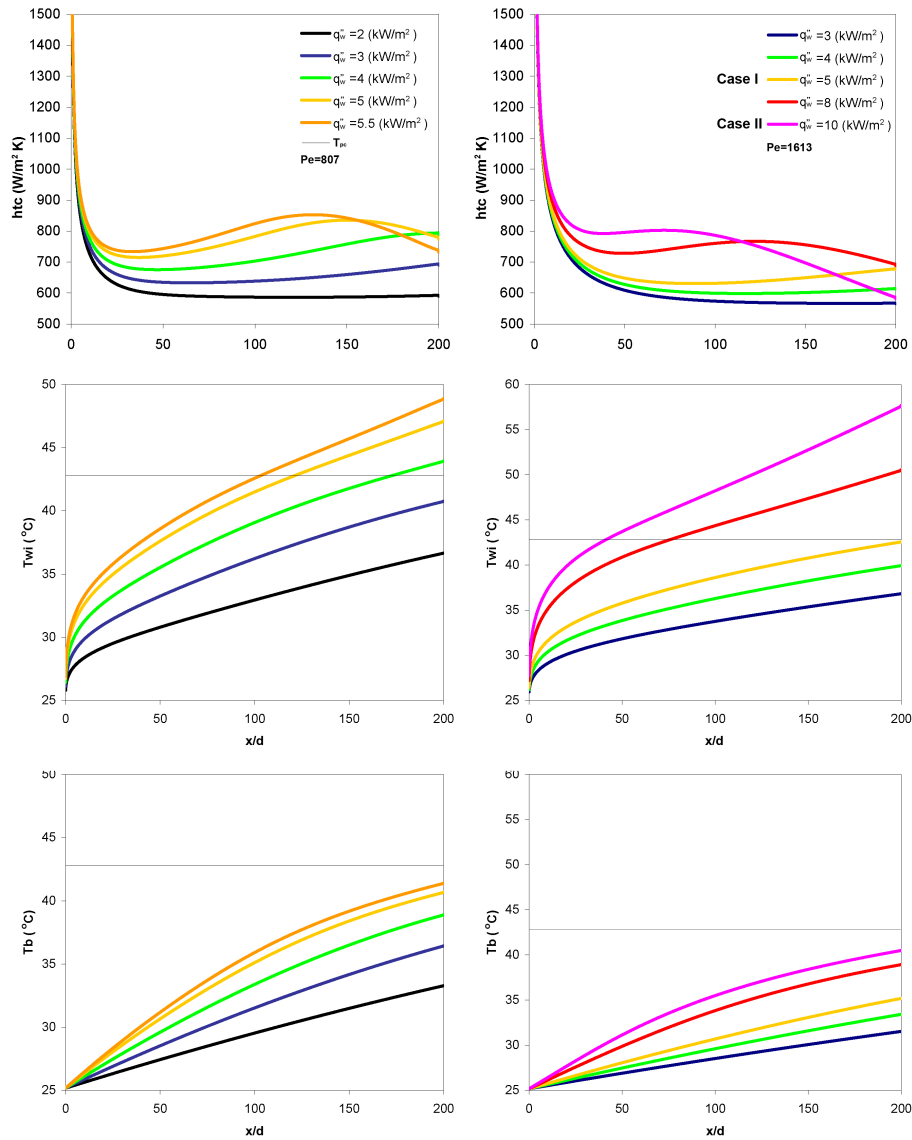 1500
1400
1300
1200
1100
1000
900
800
700
600
500
htc (W/m² K)
q″w =2 (kW/m² )
q″w =3 (kW/m² )
q″w =4 (kW/m² )
q″w =5 (kW/m² )
q″w =5.5 (kW/m² )
Tpc
Pe=807
0 50 100 150 200
1500
1400
1300
1200
1100
1000
900
800
700
600
500
htc (W/m² K)
q″w =3 (kW/m² )
q″w =4 (kW/m² )
Case I q″w =5 (kW/m² )
q″w =8 (kW/m² )
Case II q″w =10 (kW/m² )
Pe=1613
0 50 100 150 200
50
45
40
35
30
25
Twi ( °C)
0 50 100 150 200
x/d
60
55
50
45
40
35
30
25
Twi ( °C)
0 50 100 150 200
x/d
50
45
40
35
30
25
Tb ( °C)
0 50 100 150 200
x/d
60
55
50
45
40
35
30
25
Tb ( °C)
0 50 100 150 200
x/d